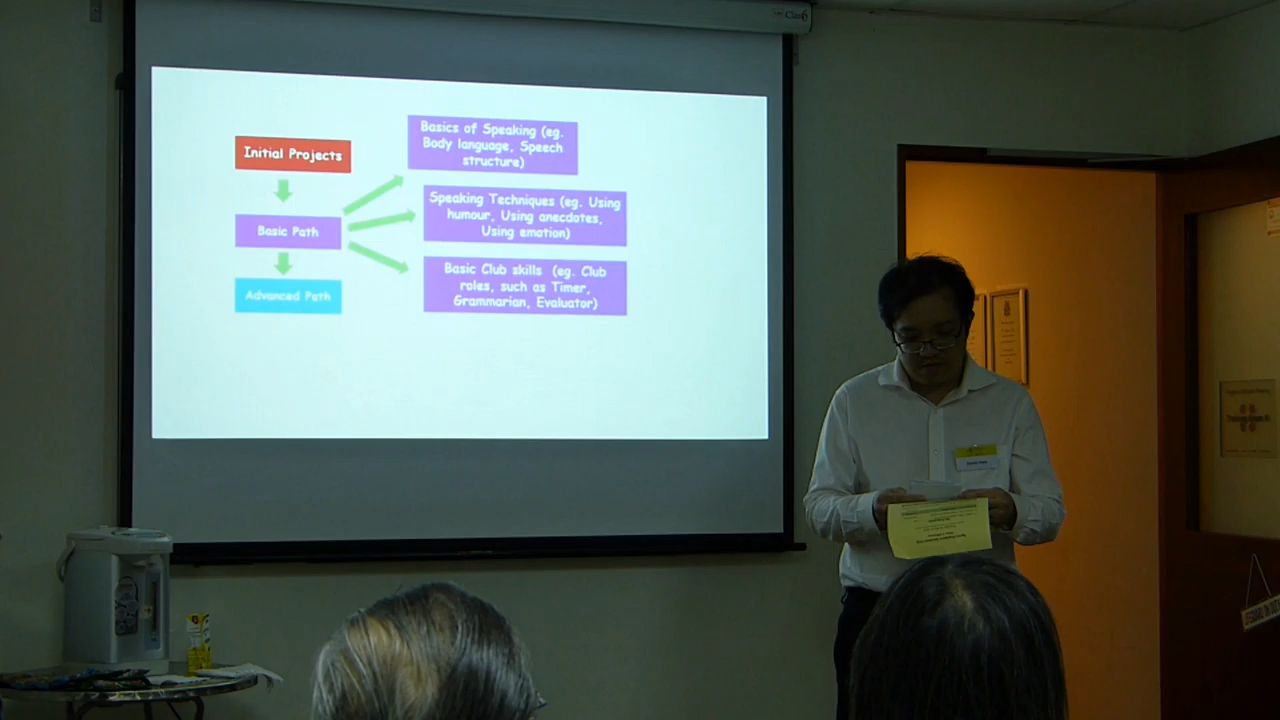 Initial Projects
Basic Path
Advanced Path
Basics of Speaking (eg.
Body language, Speech
structure)
Speaking Techniques (eg. Using
humour, Using anecdotes,
Using emotion)
Basic Club skills (eg. Club
roles, such as Timer,
Grammarian, Evaluator)